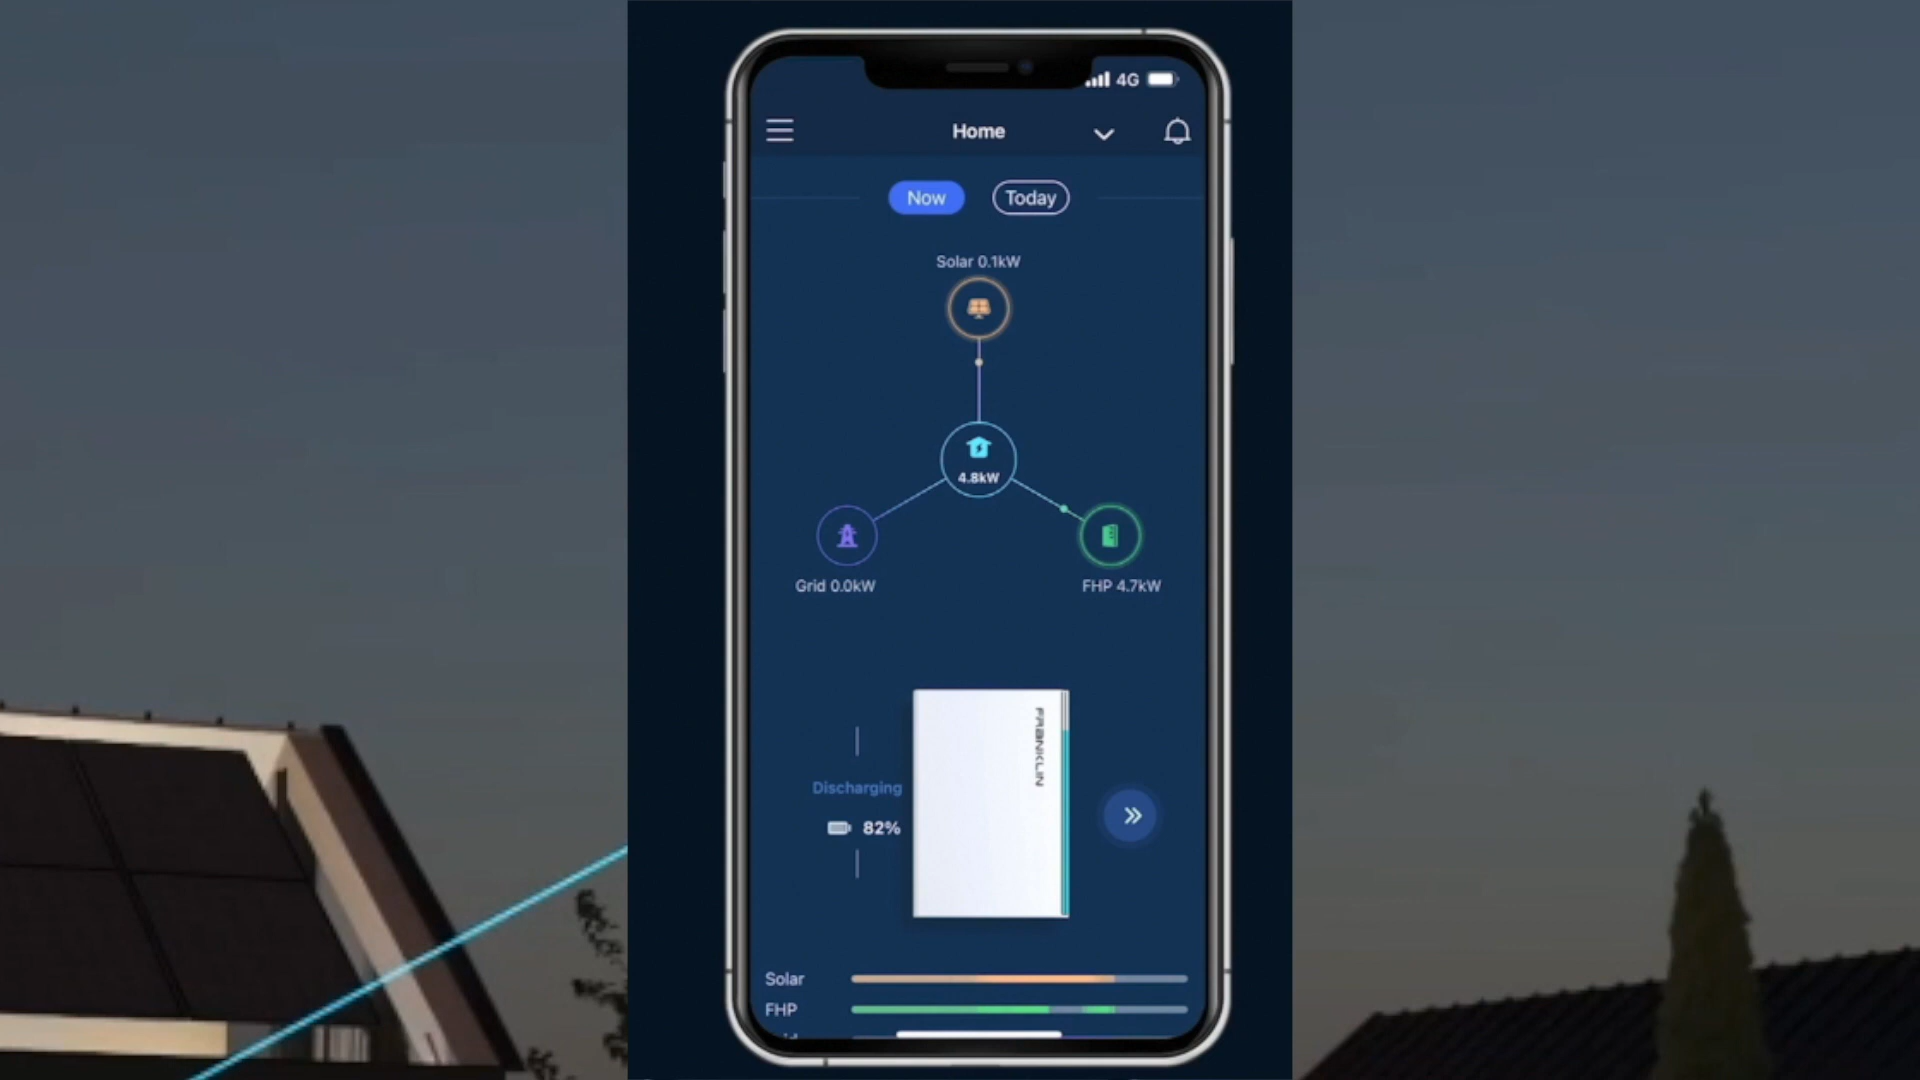 4G
Home
Now
Today
Solar 0.1kW
4.8kW
Grid 0.0kW
FHP 4.7kW
FRANKLIN
Discharging
82%
Solar
FHP